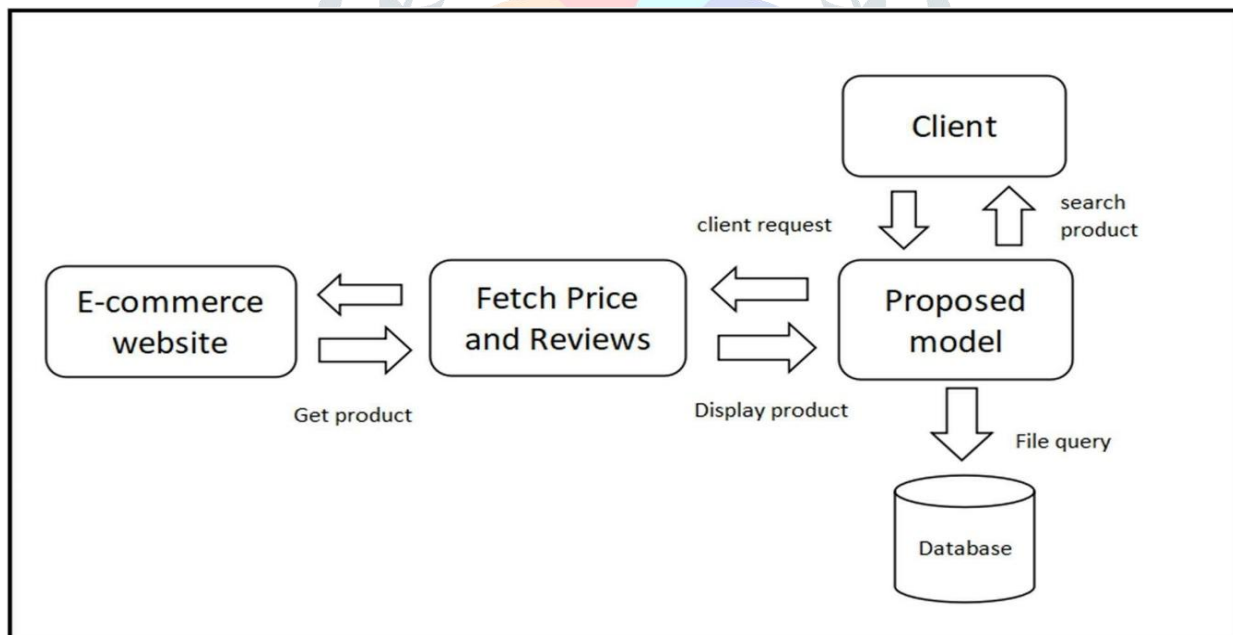 Client
client request
search
product
E-commerce
website
Fetch Price
and Reviews
Proposed
model
Get product
Display product
File query
Database